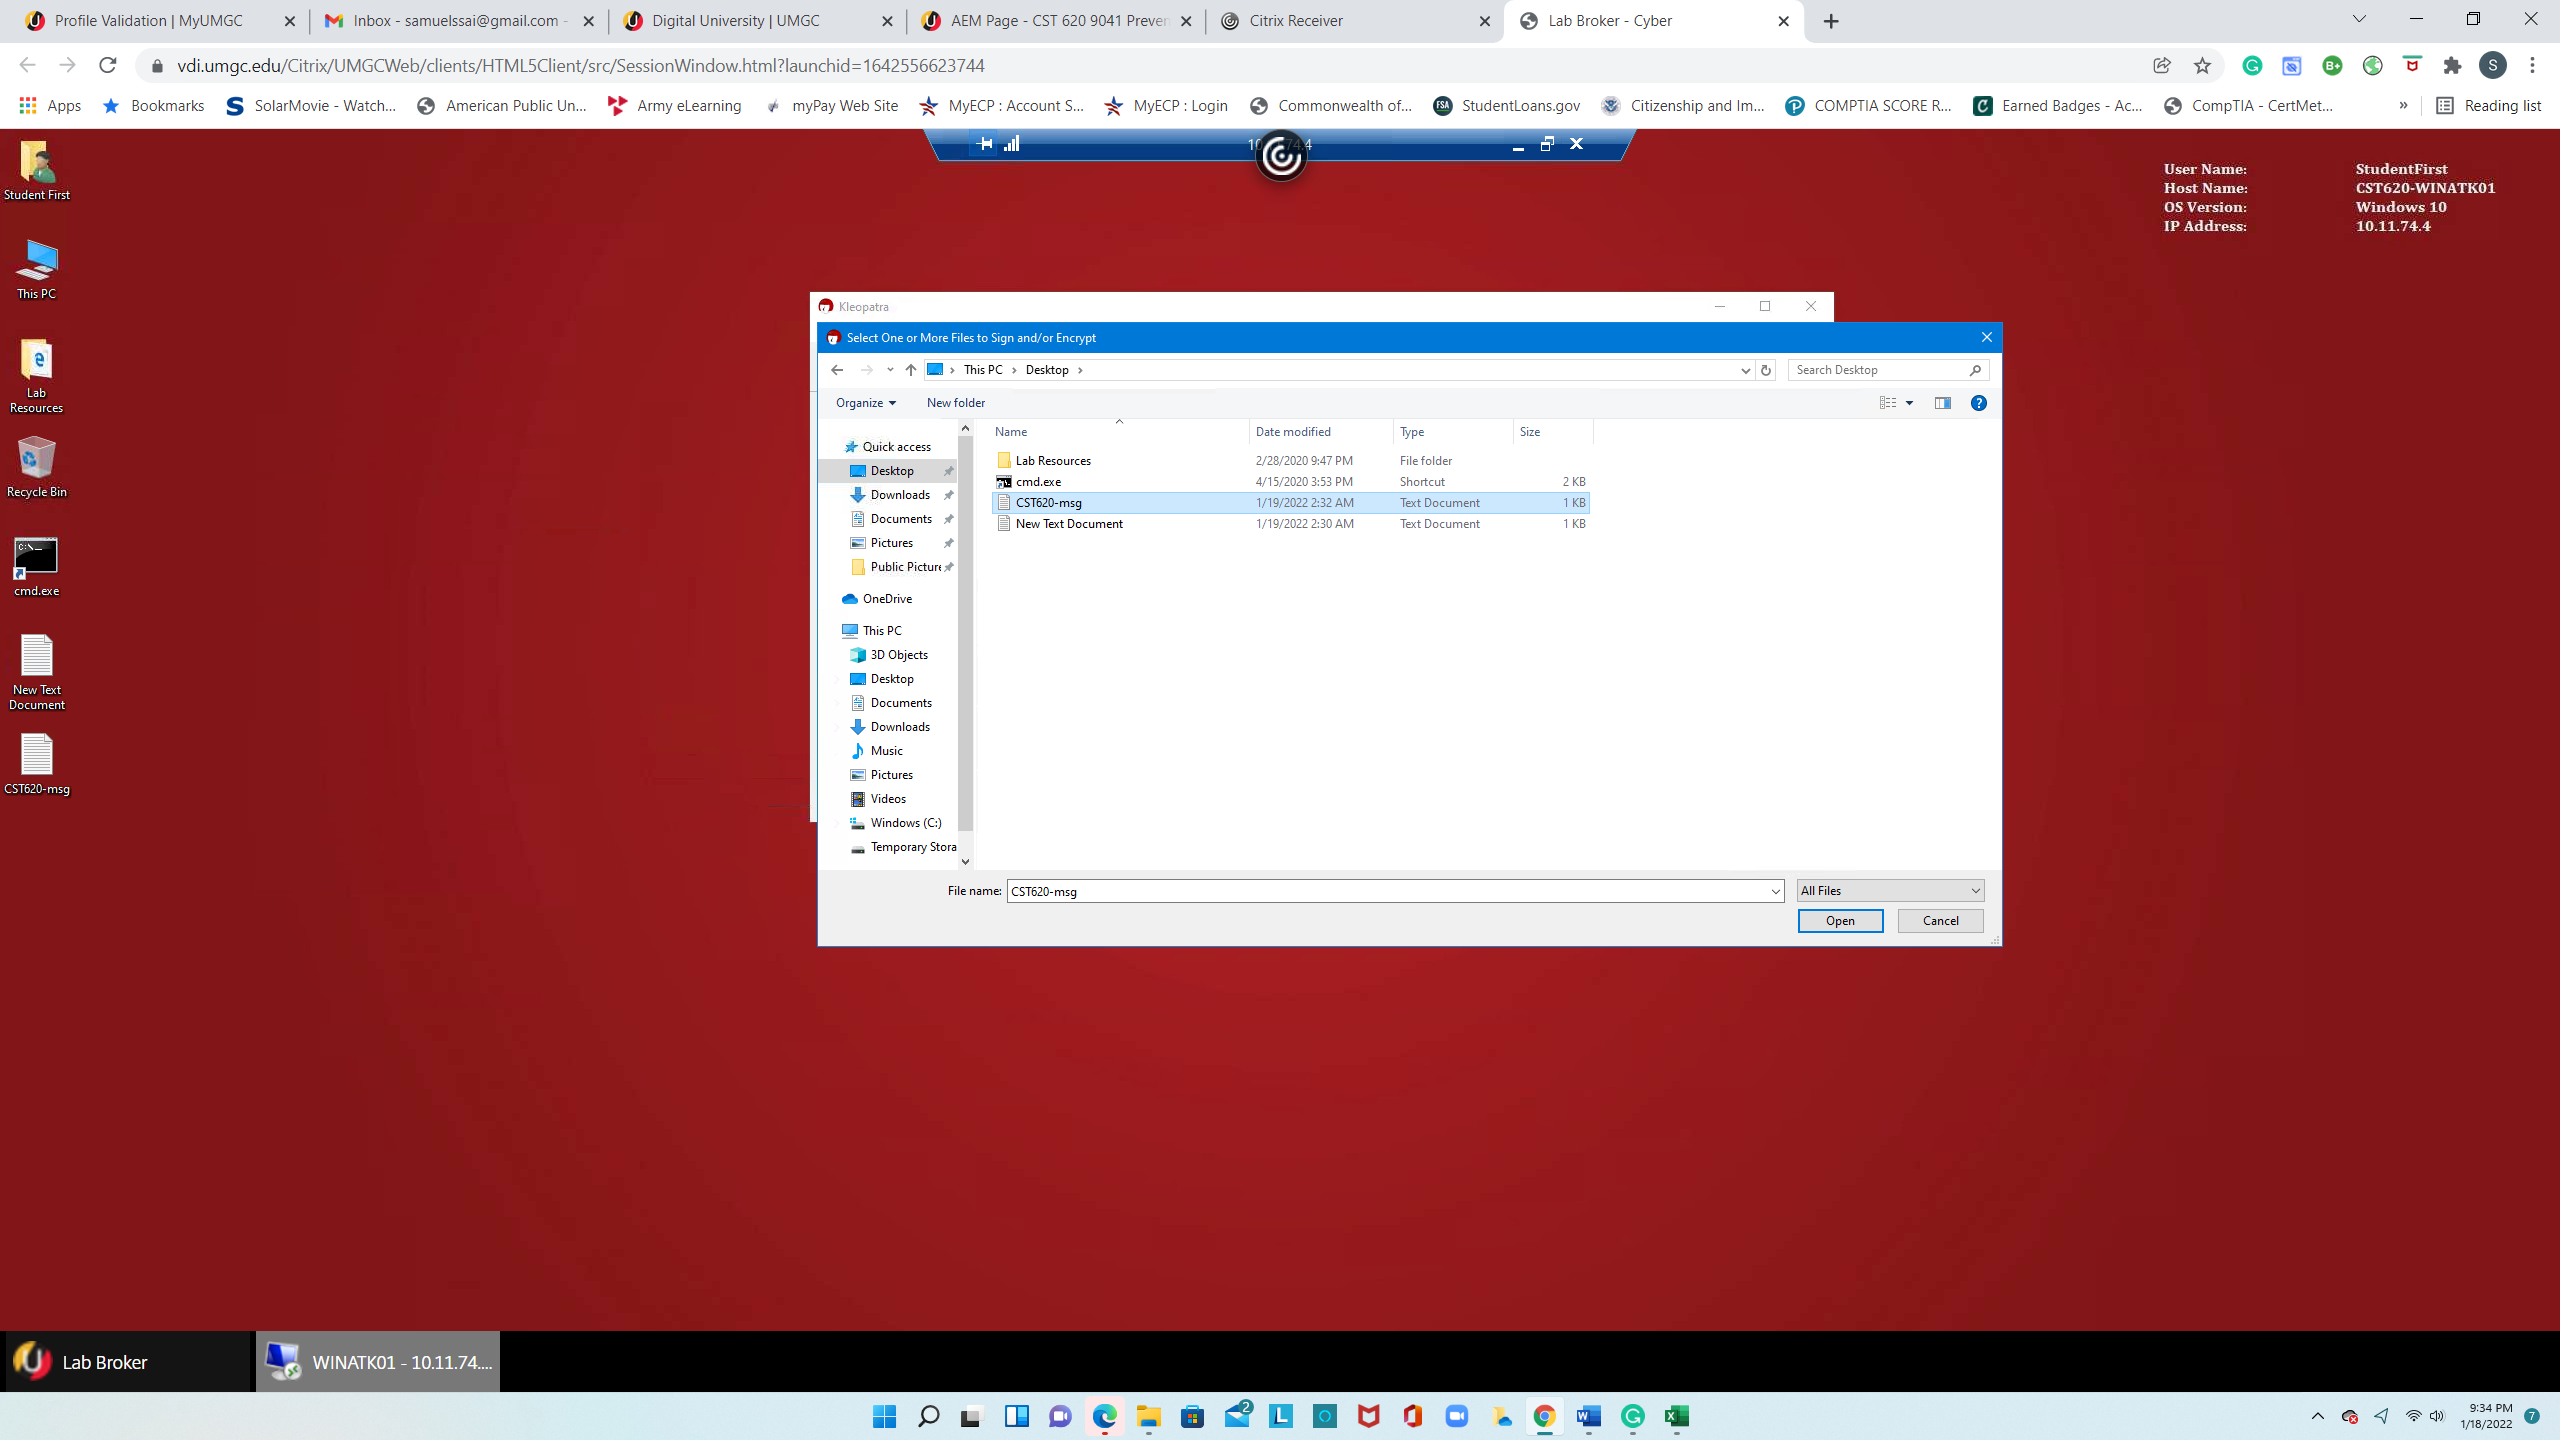 Profile Validation | MyUMGC
Inbox - samuelssai@gmail.com -
Digital University | UMGC
AEM Page - CST 620 9041 Preven
Citrix Receiver
Lab Broker - Cyber
vdi.umgc.edu/Citrix/UMGCWeb/clients/HTML5Client/src/SessionWindow.html?launchid=1642556623744
Apps
Bookmarks
SolarMovie - Watch...
American Public Un...
Army eLearning
myPay Web Site
MyECP : Account S...
MyECP : Login
Commonwealth of...
StudentLoans.gov
Citizenship and Im...
COMPTIA SCORE R...
Earned Badges - Ac...
CompTIA - CertMet...
»
Reading list
User Name: StudentFirst
Host Name: CST620-WINATK01
OS Version: Windows 10
IP Address: 10.11.74.4
Student First
This PC
Lab
Resources
Recycle Bin
cmd.exe
New Text
Document
CST620-msg
Kleopatra
Select One or More Files to Sign and/or Encrypt
This PC > Desktop >
Search Desktop
Organize
New folder
Name Date modified Type Size
Lab Resources 2/28/2020 9:47 PM File folder
cmd.exe 4/15/2020 3:53 PM Shortcut 2 KB
CST620-msg 1/19/2022 2:32 AM Text Document 1 KB
New Text Document 1/19/2022 2:30 AM Text Document 1 KB
Quick access
Desktop
Downloads
Documents
Pictures
Public Picture
OneDrive
This PC
3D Objects
Desktop
Documents
Downloads
Music
Pictures
Videos
Windows (C:)
Temporary Stora
File name: CST620-msg
All Files
Open
Cancel
Lab Broker
WINATK01 - 10.11.74....
2
9:34 PM
1/18/2022
7